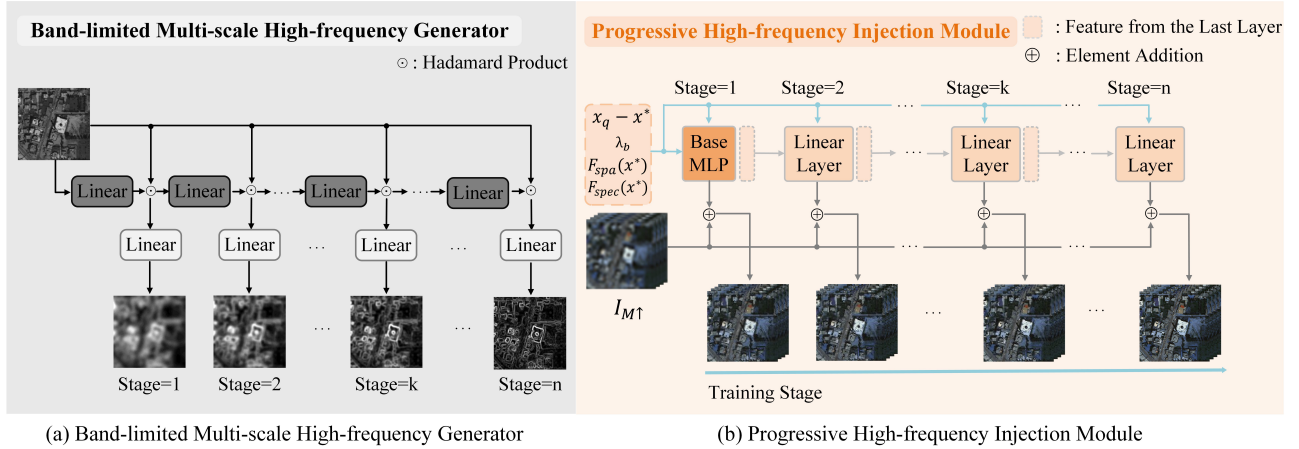 Band-limited Multi-scale High-frequency Generator
⊙ : Hadamard Product
Linear Linear ... Linear ... Linear
Linear Linear ... Linear ... Linear
... ...
Stage=1 Stage=2 Stage=k Stage=n
(a) Band-limited Multi-scale High-frequency Generator
Progressive High-frequency Injection Module
: Feature from the Last Layer
⊕ : Element Addition
Stage=1 Stage=2 ... Stage=k ... Stage=n
x_q − x*
λ_b
F_spa(x*)
F_spec(x*)
Base MLP
Linear Layer
...
Linear Layer
...
Linear Layer
... ...
I_M↑
... ...
Training Stage
(b) Progressive High-frequency Injection Module